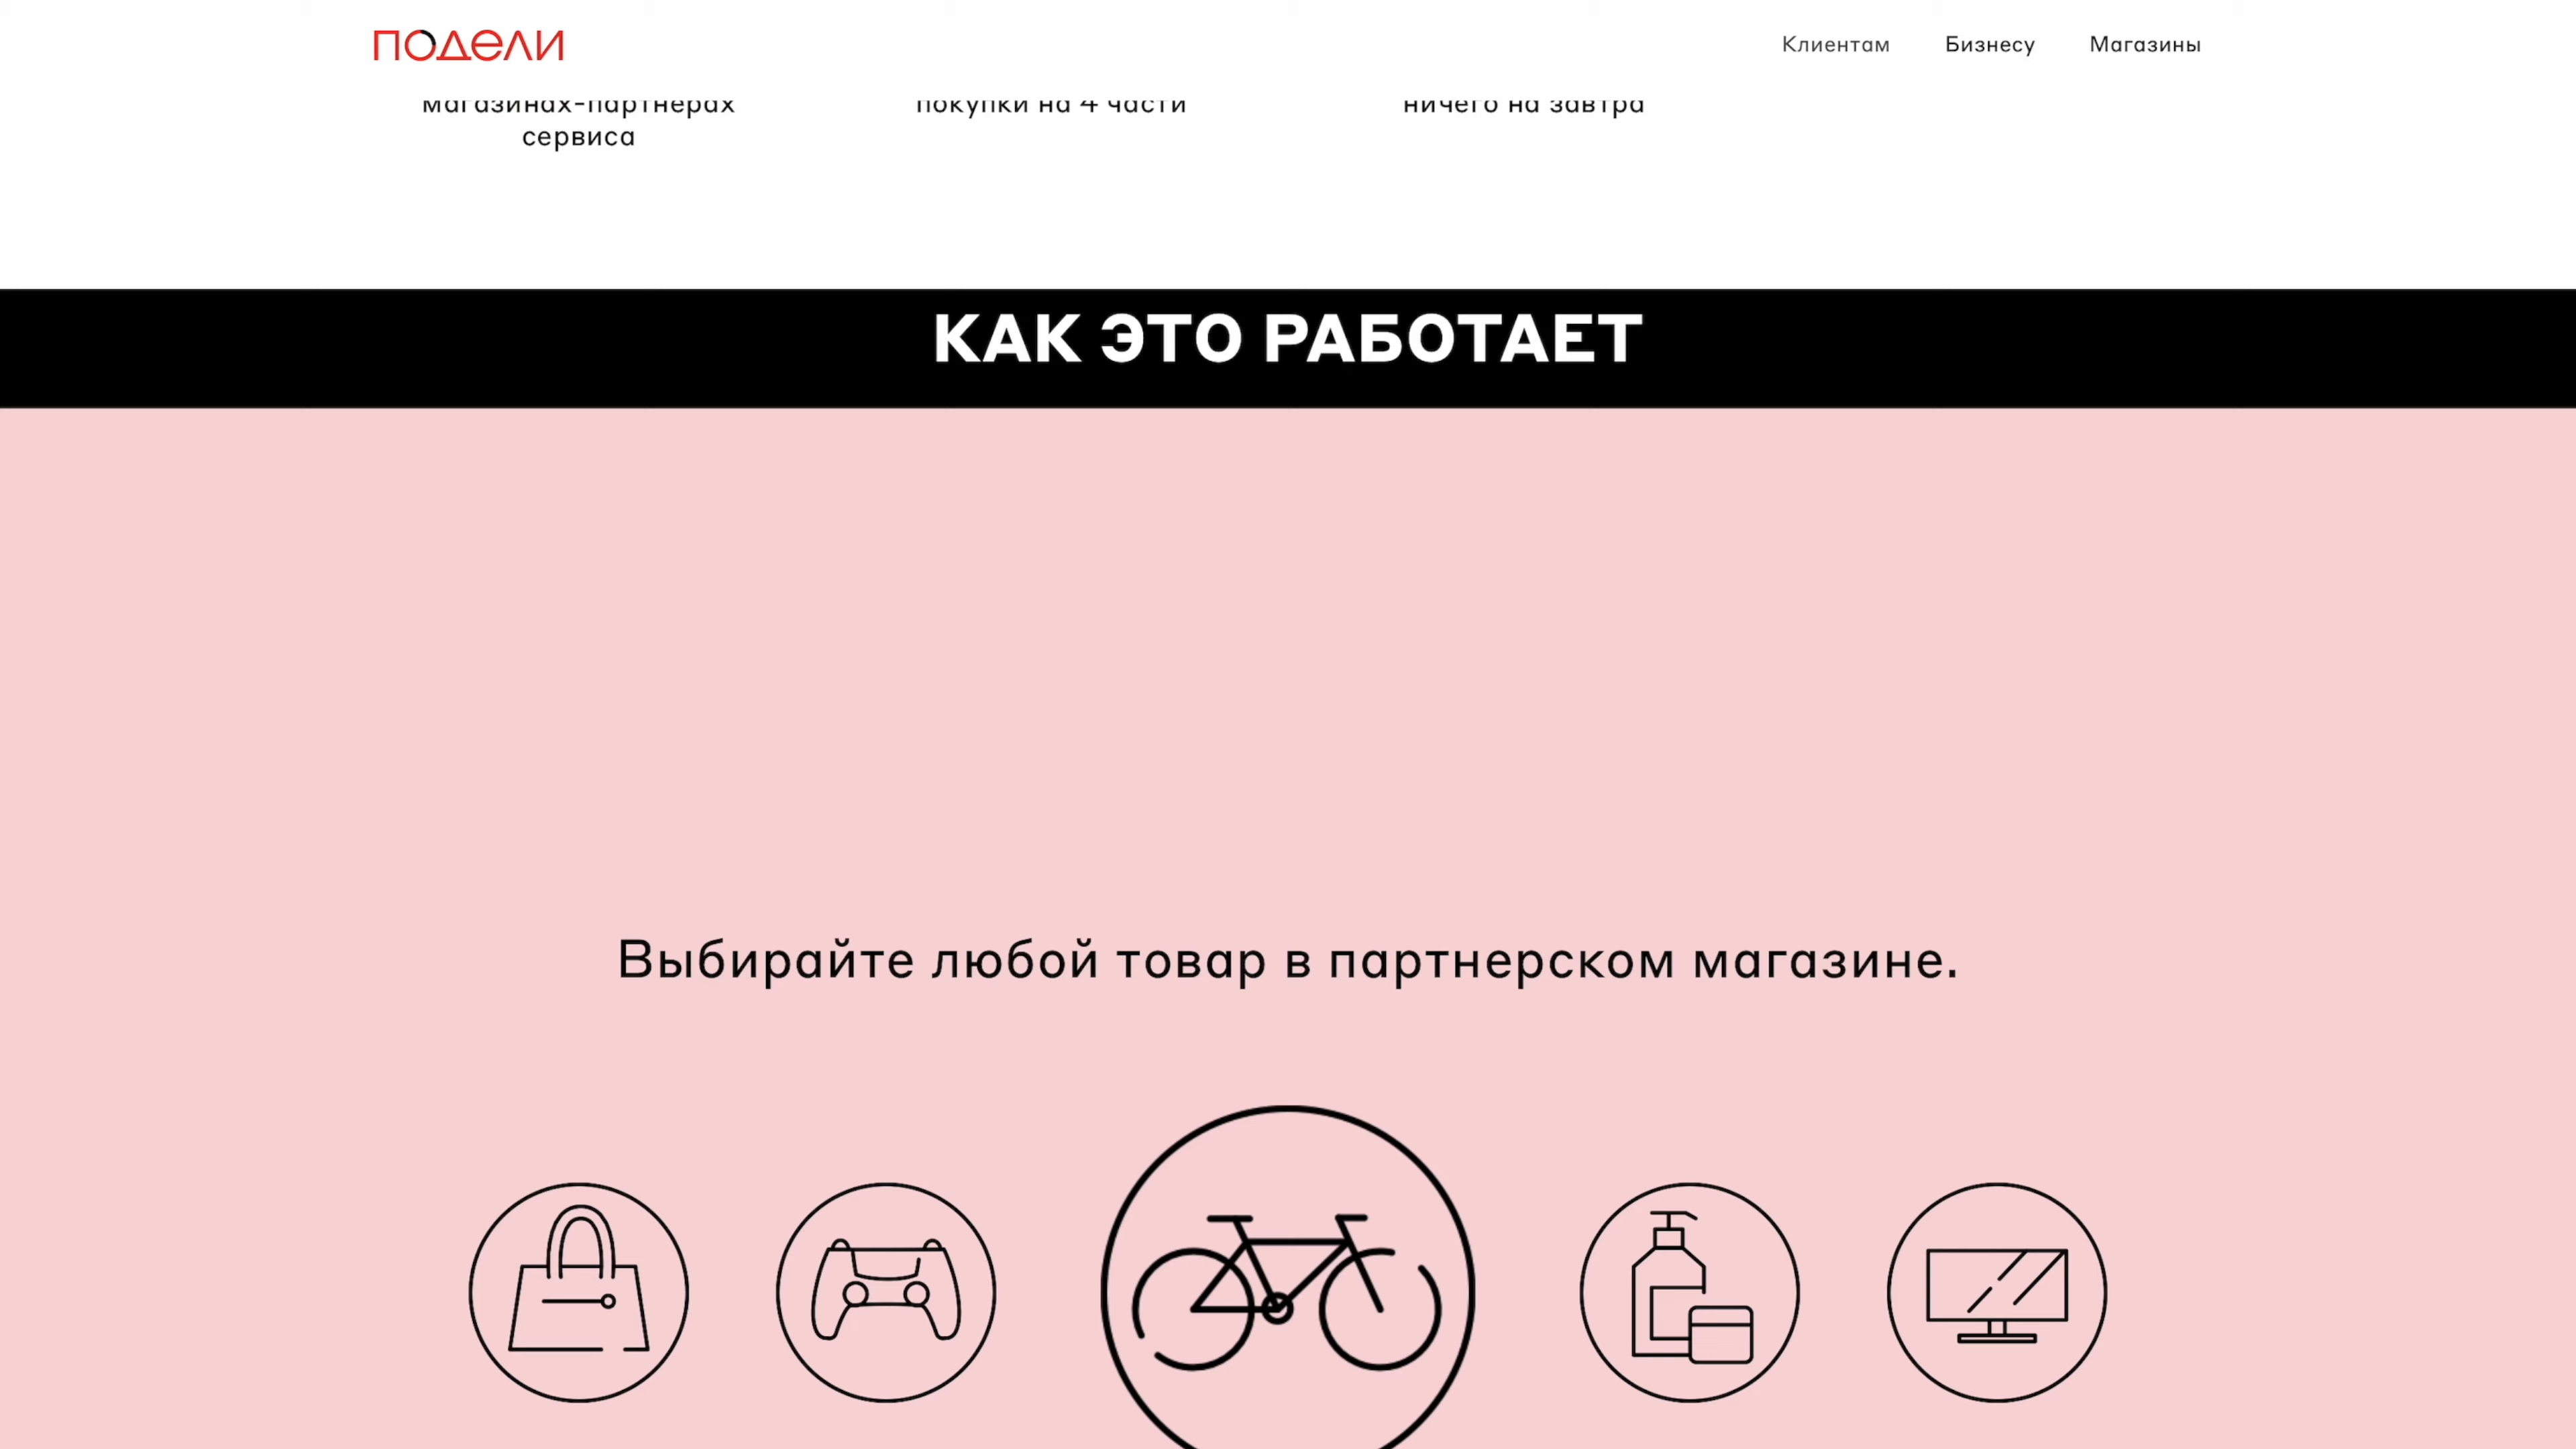 подели
Клиентам
Бизнесу
Магазины
магазинах-партнерах
сервиса
покупки на 4 части
ничего на завтра
КАК ЭТО РАБОТАЕТ
Выбирайте любой товар в партнерском магазине.